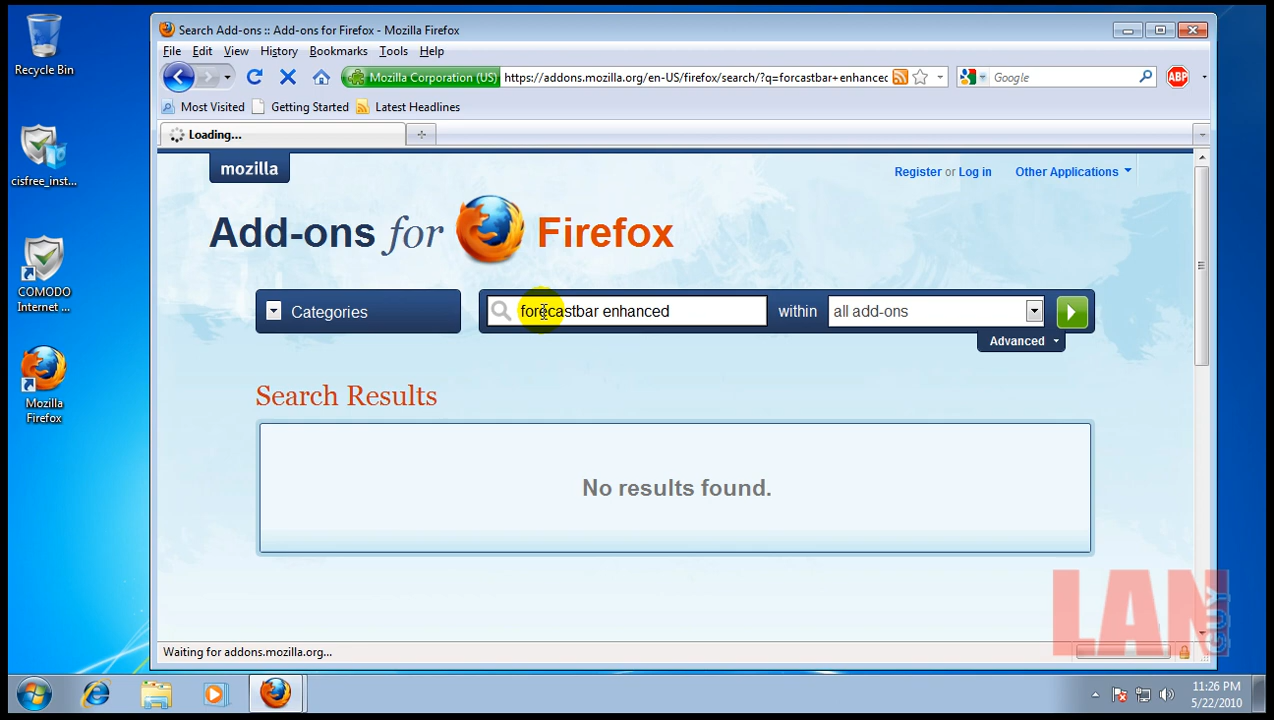 Recycle Bin
cisfree_inst...
COMODO
Internet ...
Mozilla
Firefox
Search Add-ons :: Add-ons for Firefox - Mozilla Firefox
File Edit View History Bookmarks Tools Help
Mozilla Corporation (US) https://addons.mozilla.org/en-US/firefox/search/?q=forcastbar+enhanced Google ABP
Most Visited Getting Started Latest Headlines
Loading...
mozilla
Register or Log in Other Applications
Add-ons for Firefox
Categories forecastbar enhanced within all add-ons
Advanced
Search Results
No results found.
LAN
GUY
Waiting for addons.mozilla.org...
11:26 PM
5/22/2010